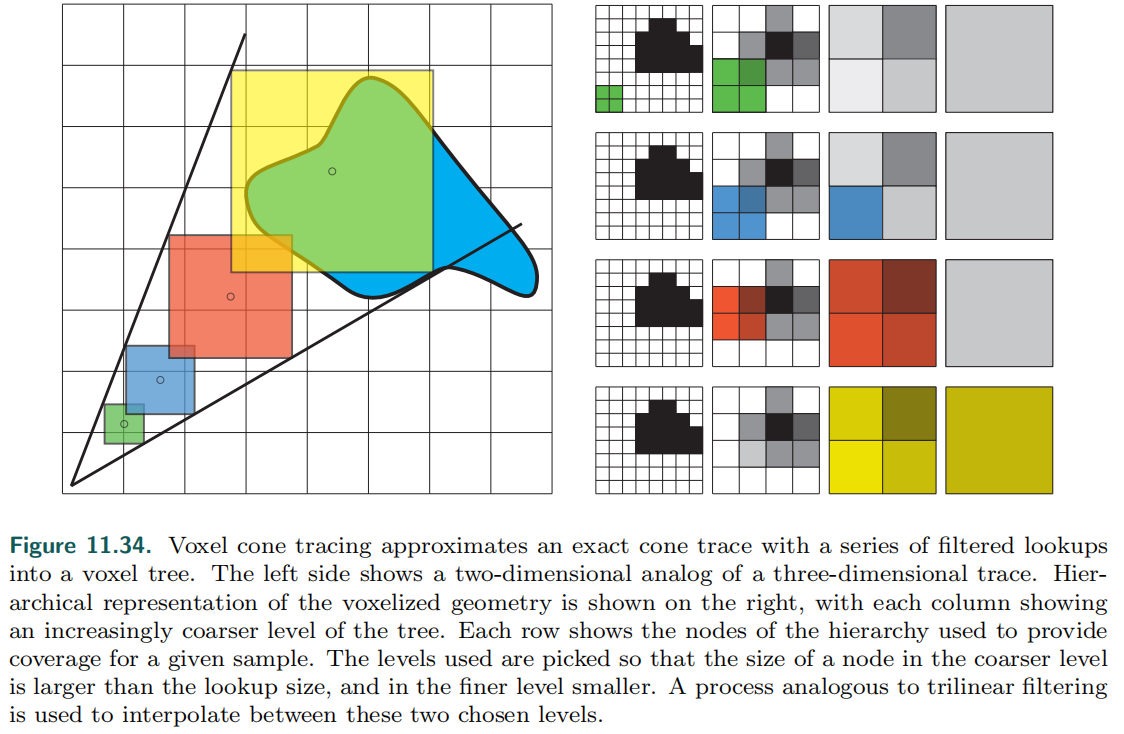 Figure 11.34. Voxel cone tracing approximates an exact cone trace with a series of filtered lookups
into a voxel tree. The left side shows a two-dimensional analog of a three-dimensional trace. Hier-
archical representation of the voxelized geometry is shown on the right, with each column showing
an increasingly coarser level of the tree. Each row shows the nodes of the hierarchy used to provide
coverage for a given sample. The levels used are picked so that the size of a node in the coarser level
is larger than the lookup size, and in the finer level smaller. A process analogous to trilinear filtering
is used to interpolate between these two chosen levels.